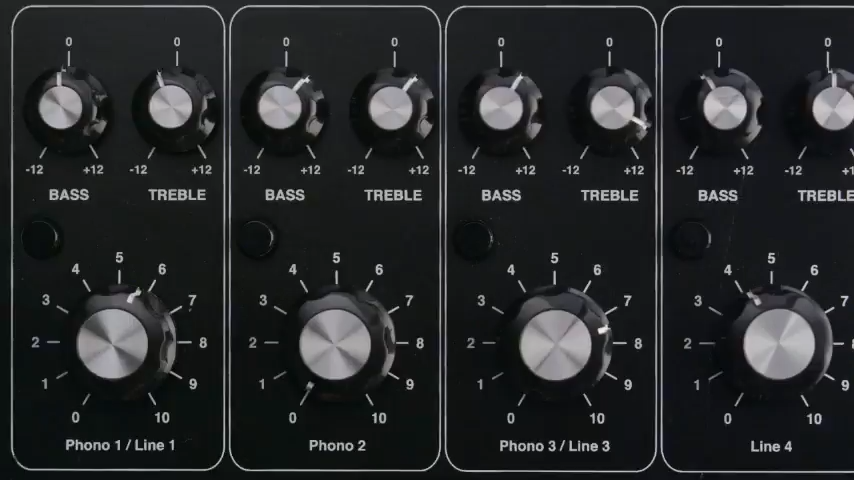 0 0 0 0 0 0 0 0
-12 +12 -12 +12 -12 +12 -12 +12 -12 +12 -12 +12 -12 +12 -12
BASS TREBLE BASS TREBLE BASS TREBLE BASS TREBLE
5 5 5 5
4 6 4 6 4 6 4 6
3 7 3 7 3 7 3 7
2 8 2 8 2 8 2 8
1 9 1 9 1 9 1 9
0 10 0 10 0 10 0 10
Phono 1 / Line 1 Phono 2 Phono 3 / Line 3 Line 4